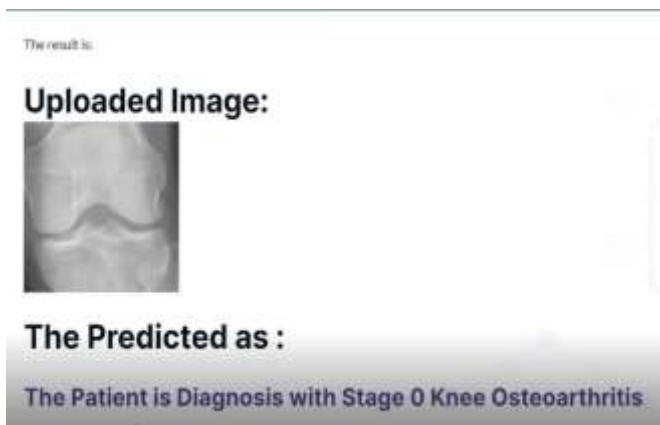 The result is:
Uploaded Image:
The Predicted as :
The Patient is Diagnosis with Stage 0 Knee Osteoarthritis